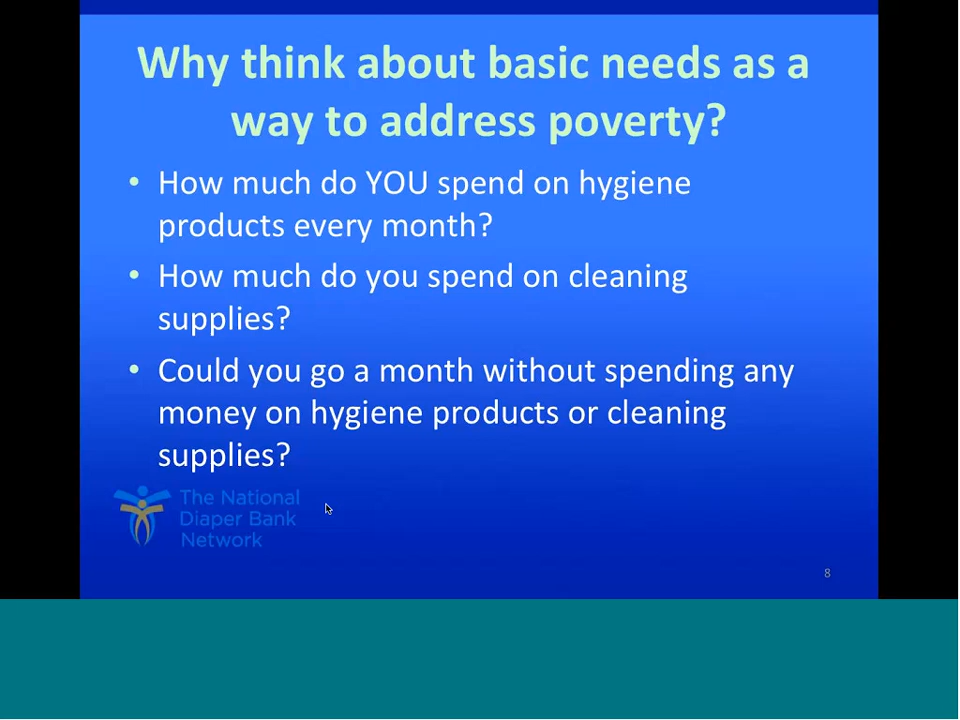 Why think about basic needs as a
way to address poverty?
• How much do YOU spend on hygiene
products every month?
• How much do you spend on cleaning
supplies?
• Could you go a month without spending any
money on hygiene products or cleaning
supplies?
The National
Diaper Bank
Network
8